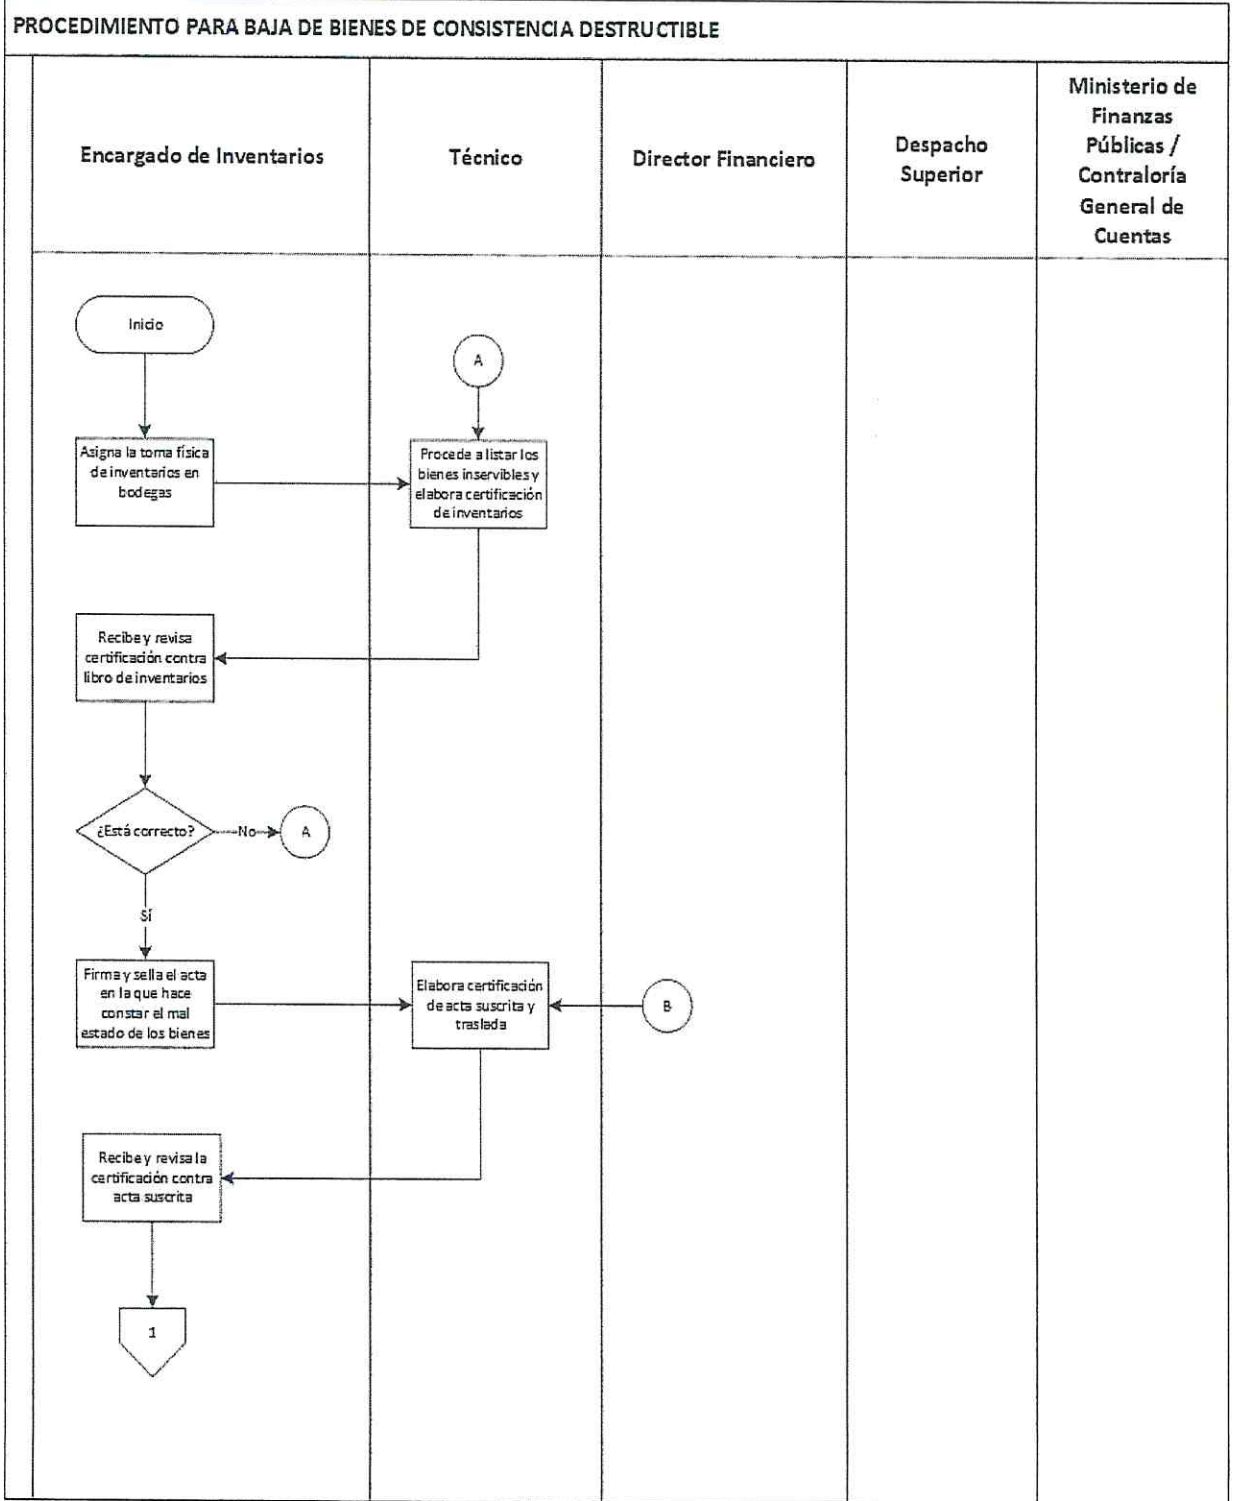 PROCEDIMIENTO PARA BAJA DE BIENES DE CONSISTENCIA DESTRUCTIBLE
Encargado de Inventarios
Técnico
Director Financiero
Despacho
Superior
Ministerio de
Finanzas
Públicas /
Contraloría
General de
Cuentas
Inicio
A
Asigna la toma física
de inventarios en
bodegas
Procede a listar los
bienes inservibles y
elabora certificación
de inventarios
Recibe y revisa
certificación contra
libro de inventarios
¿Está correcto?
No
A
Sí
Firma y sella el acta
en la que hace
constar el mal
estado de los bienes
Elabora certificación
de acta suscrita y
traslada
B
Recibe y revisa la
certificación contra
acta suscrita
1